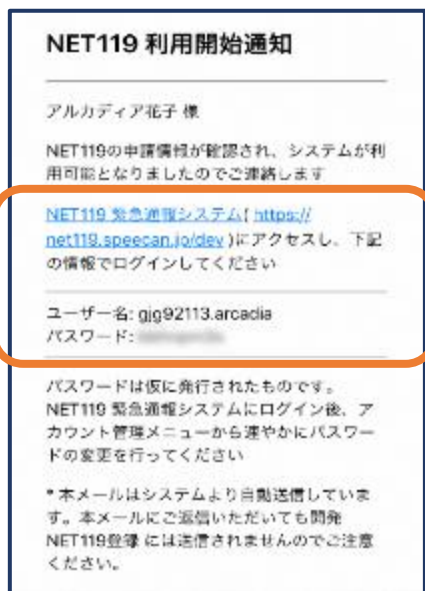 NET119 利用開始通知
アルカディア花子 様
NET119の申請情報が確認され、システムが利
用可能となりましたのでご連絡します
NET119 緊急通報システム( https://
net119.speecan.jp/dev )にアクセスし、下記
の情報でログインしてください
ユーザー名: gjg92113.arcadia
パスワード:
パスワードは仮に発行されたものです。
NET119 緊急通報システムにログイン後、ア
カウント管理メニューから速やかにパスワー
ドの変更を行ってください
* 本メールはシステムより自動送信していま
す。本メールにご返信いただいても開発
NET119登録 には送信されませんのでご注意
ください。